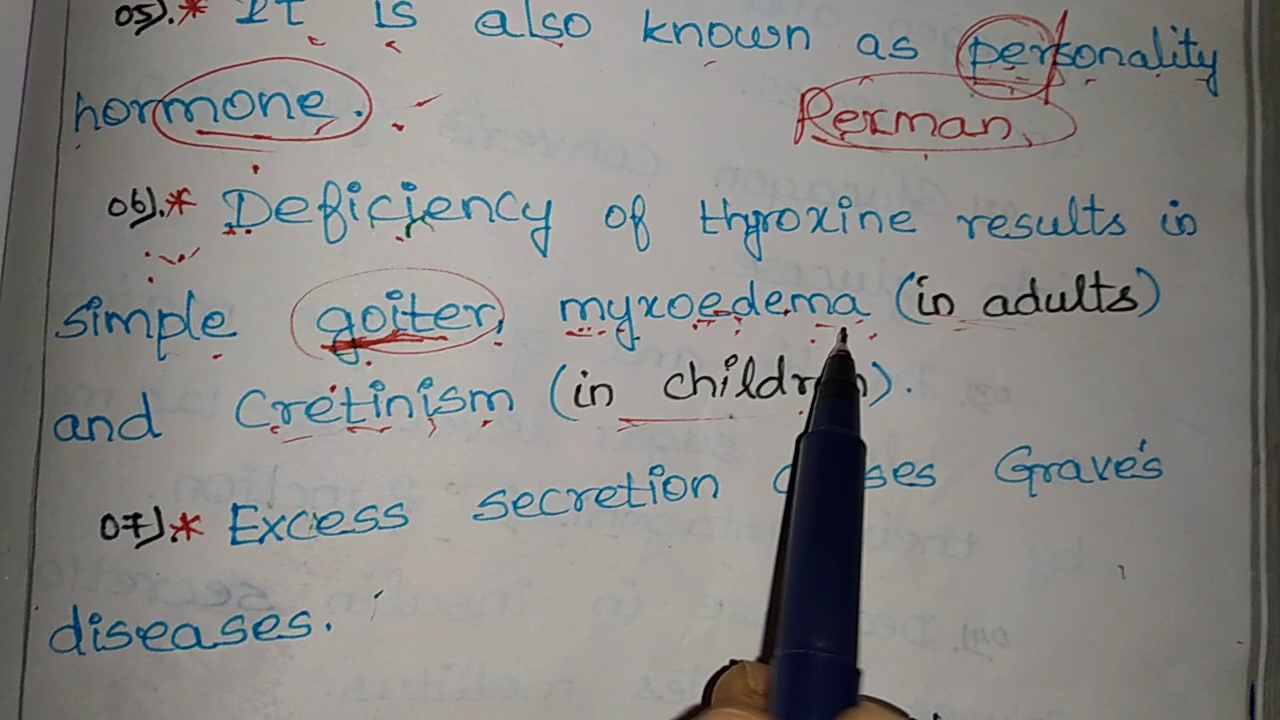 05).* It is also known as personality
hormone.
Rerman.
06).* Deficiency of thyroxine results in
simple goiter, myxoedema (in adults)
and Cretinism (in children).
07).* Excess secretion causes Grave's
diseases.